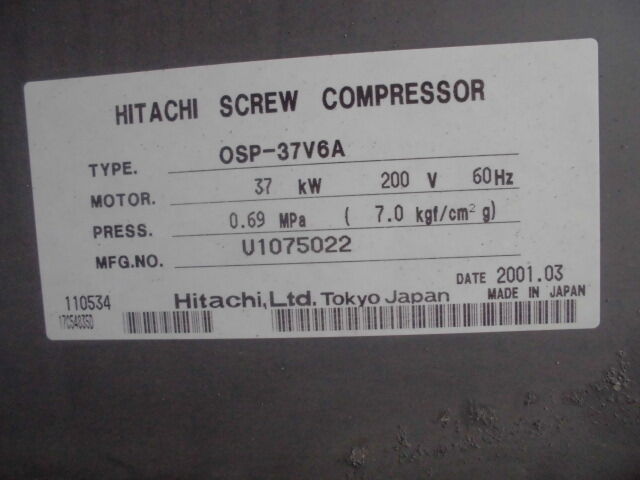 HITACHI SCREW COMPRESSOR
TYPE. OSP-37V6A
MOTOR. 37 kW 200 V 60Hz
PRESS. 0.69 MPa ( 7.0 kgf/cm² g)
MFG.NO. U1075022
DATE 2001.03
110534 Hitachi,Ltd. Tokyo Japan MADE IN JAPAN